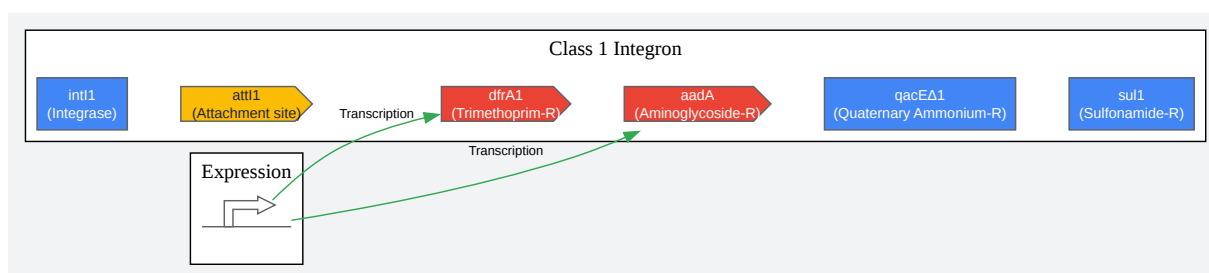 Class 1 Integron
intI1
(Integrase)
attI1
(Attachment site)
Transcription
dfrA1
(Trimethoprim-R)
aadA
(Aminoglycoside-R)
qacEΔ1
(Quaternary Ammonium-R)
sul1
(Sulfonamide-R)
Transcription
Expression